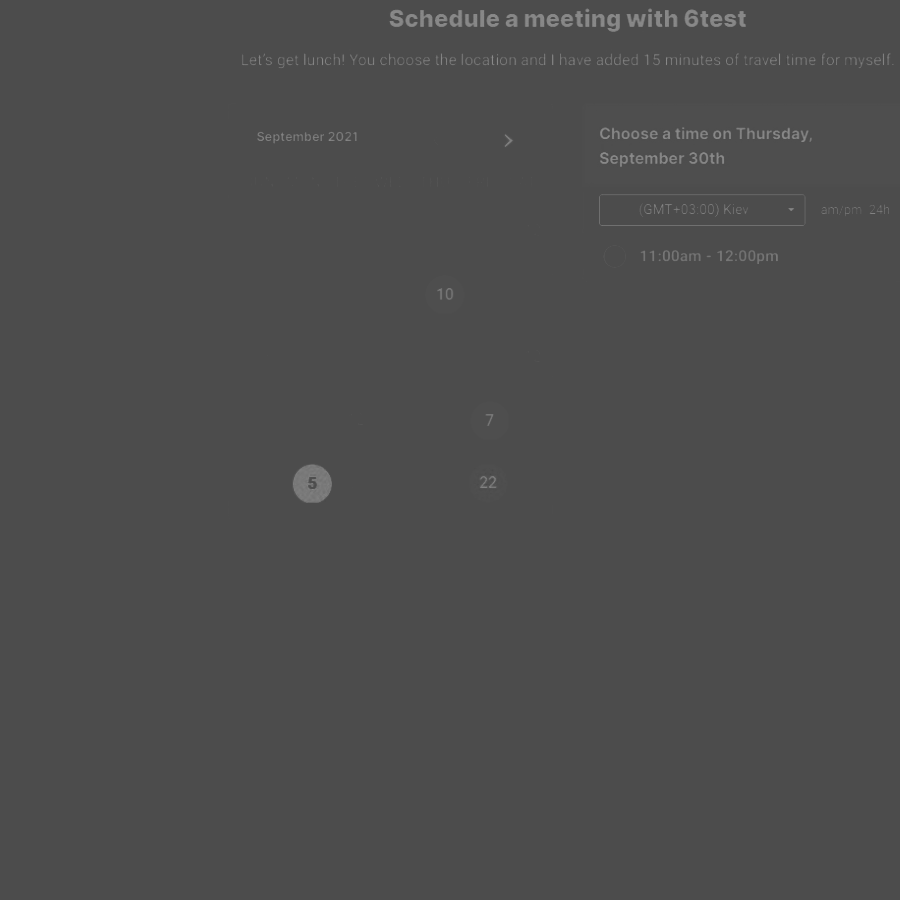 Schedule a meeting with 6test
Let's get lunch! You choose the location and I have added 15 minutes of travel time for myself.
September 2021
Choose a time on Thursday,
September 30th
(GMT+03:00) Kiev
am/pm 24h
11:00am - 12:00pm
10
7
5
22